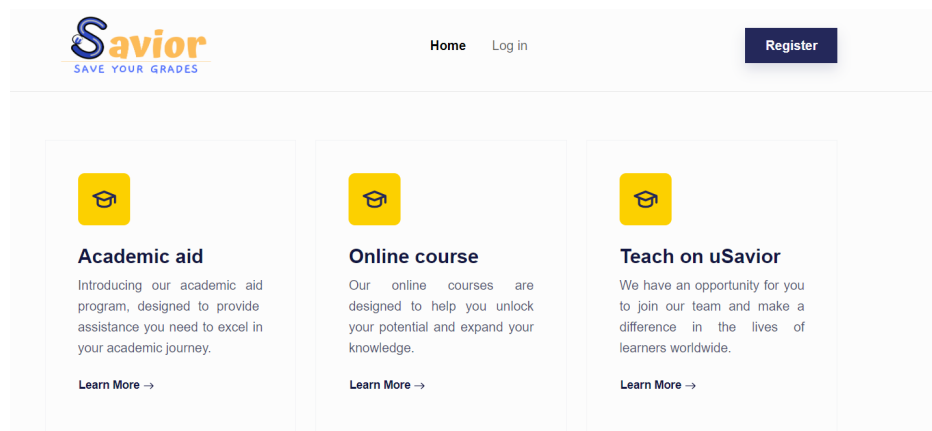 uSavior
SAVE YOUR GRADES
Home
Log in
Register
Academic aid
Introducing our academic aid
program, designed to provide
assistance you need to excel in
your academic journey.
Learn More →
Online course
Our online courses are
designed to help you unlock
your potential and expand your
knowledge.
Learn More →
Teach on uSavior
We have an opportunity for you
to join our team and make a
difference in the lives of
learners worldwide.
Learn More →